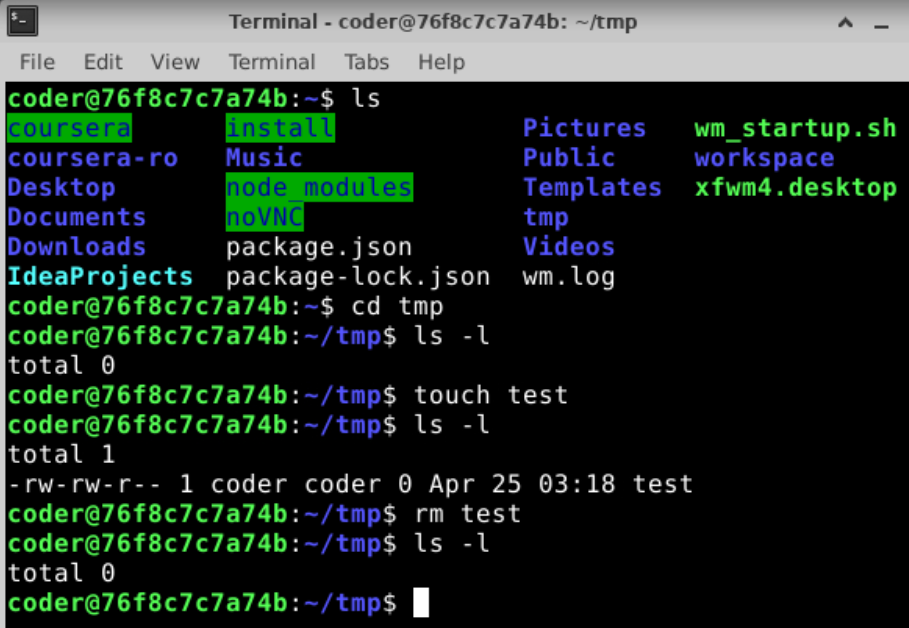 Terminal - coder@76f8c7c7a74b: ~/tmp
File Edit View Terminal Tabs Help
coder@76f8c7c7a74b:~$ ls
coursera install Pictures wm_startup.sh
coursera-ro Music Public workspace
Desktop node_modules Templates xfwm4.desktop
Documents noVNC tmp
Downloads package.json Videos
IdeaProjects package-lock.json wm.log
coder@76f8c7c7a74b:~$ cd tmp
coder@76f8c7c7a74b:~/tmp$ ls -l
total 0
coder@76f8c7c7a74b:~/tmp$ touch test
coder@76f8c7c7a74b:~/tmp$ ls -l
total 1
-rw-rw-r-- 1 coder coder 0 Apr 25 03:18 test
coder@76f8c7c7a74b:~/tmp$ rm test
coder@76f8c7c7a74b:~/tmp$ ls -l
total 0
coder@76f8c7c7a74b:~/tmp$